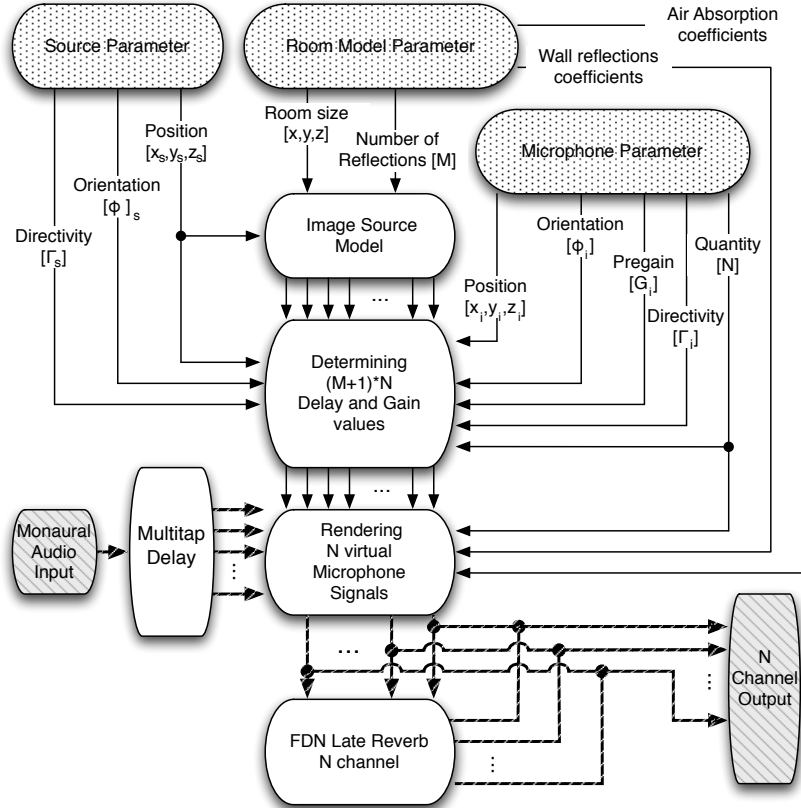 Source Parameter
Room Model Parameter
Air Absorption
coefficients
Wall reflections
coefficients
Room size
[x,y,z]
Number of
Reflections [M]
Position
[xₛ,yₛ,zₛ]
Orientation
[ϕ ]ₛ
Directivity
[Γₛ]
Microphone Parameter
Image Source
Model
...
Position
[xᵢ,yᵢ,zᵢ]
Orientation
[ϕᵢ]
Pregain
[Gᵢ]
Directivity
[Γᵢ]
Quantity
[N]
Determining
(M+1)*N
Delay and Gain
values
...
Monaural
Audio
Input
Multitap
Delay
...
Rendering
N virtual
Microphone
Signals
...
N
Channel
Output
...
FDN Late Reverb
N channel
...